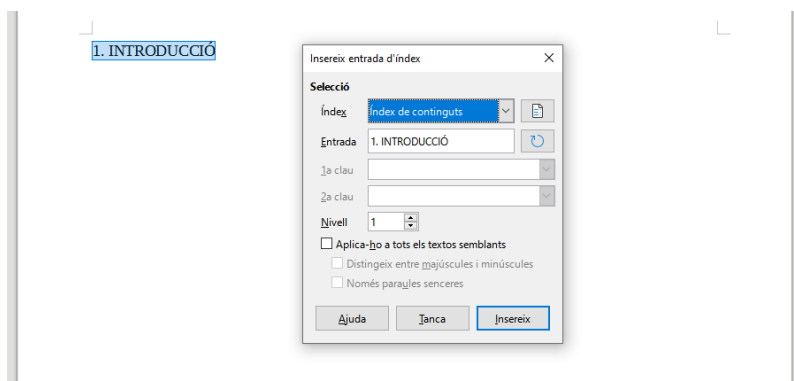 1. INTRODUCCIÓ
Insereix entrada d'índex
Selecció
Índex Índex de continguts
Entrada 1. INTRODUCCIÓ
1a clau
2a clau
Nivell 1
Aplica-ho a tots els textos semblants
Distingeix entre majúscules i minúscules
Només paraules senceres
Ajuda Tanca Insereix